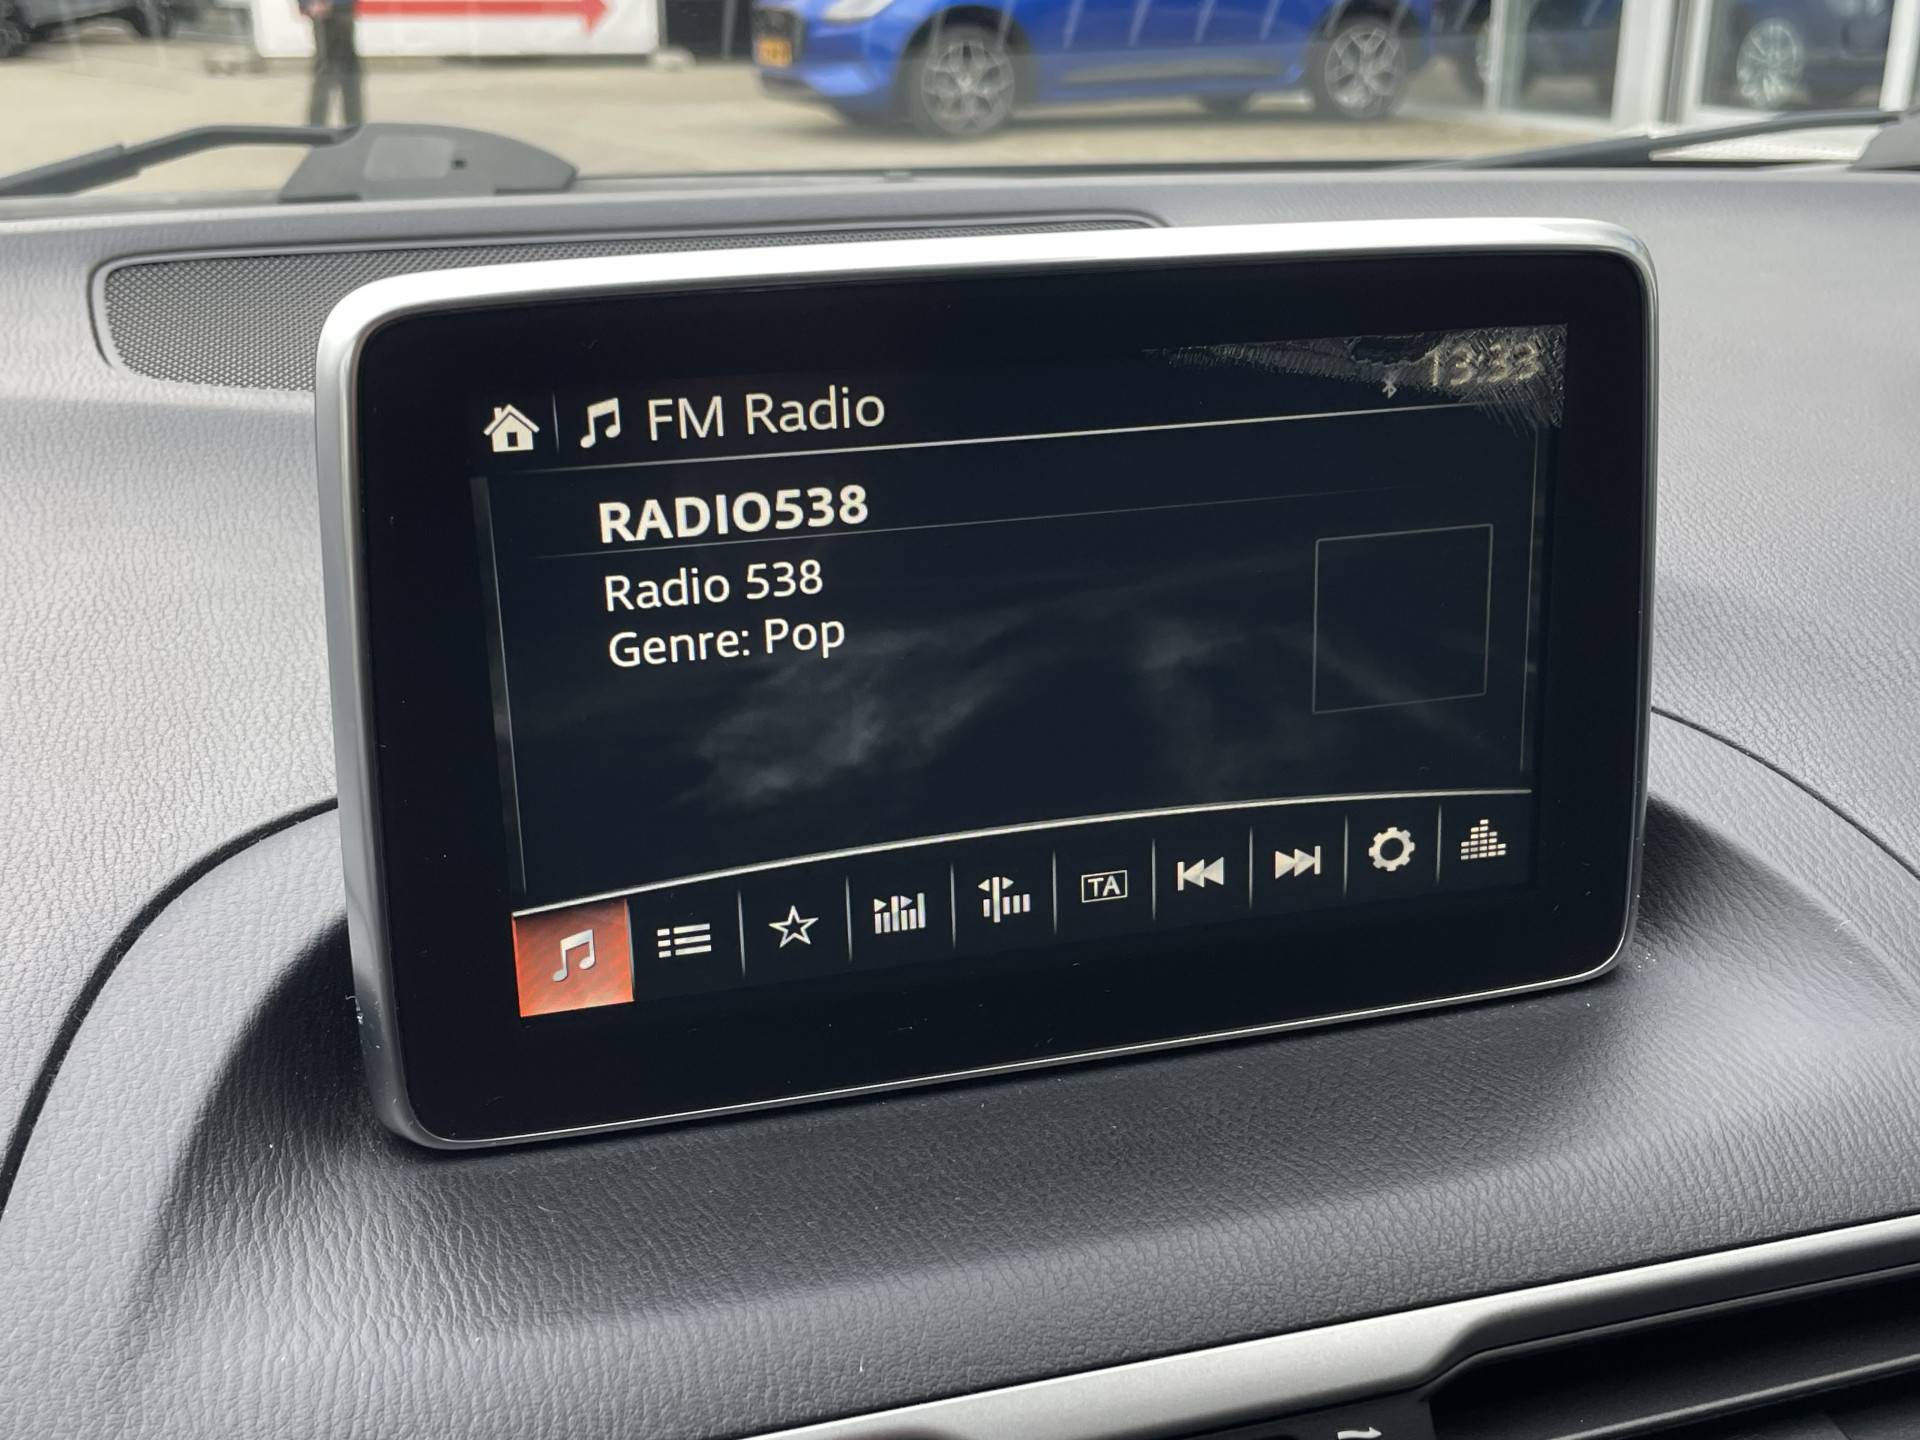 FM Radio
13:33
RADIO538
Radio 538
Genre: Pop
TA